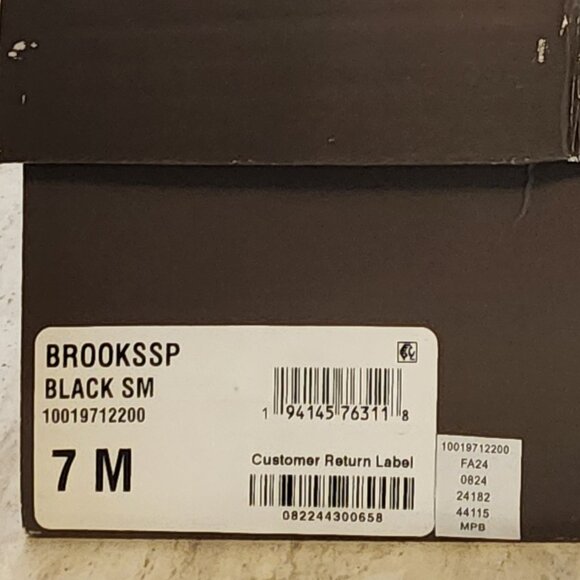 BROOKSSP
BLACK SM
10019712200
7 M
1 94145 76311 8
Customer Return Label
082244300658
10019712200
FA24
0824
24182
44115
MPB